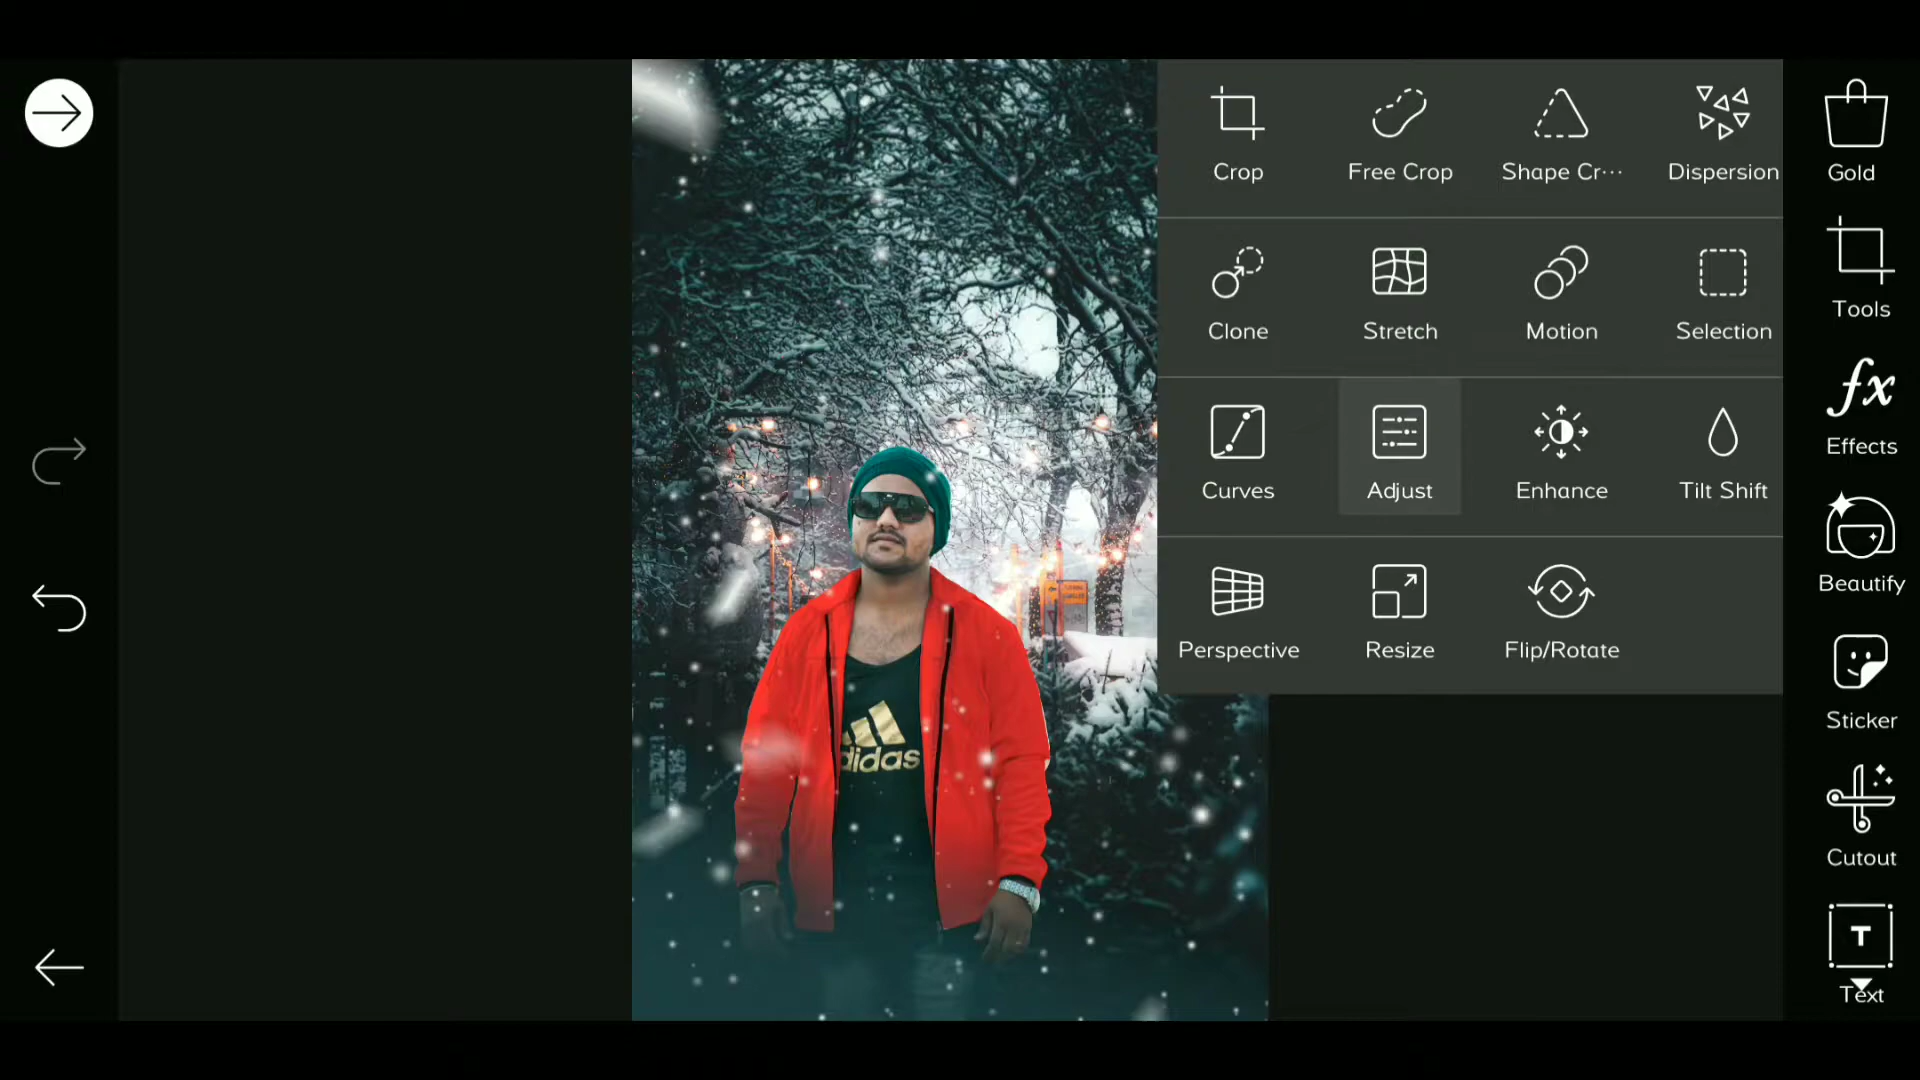 Crop Free Crop Shape Cr··· Dispersion
Clone Stretch Motion Selection
Curves Adjust Enhance Tilt Shift
Perspective Resize Flip/Rotate
Gold
Tools
fx
Effects
Beautify
Sticker
Cutout
T
Text
didas